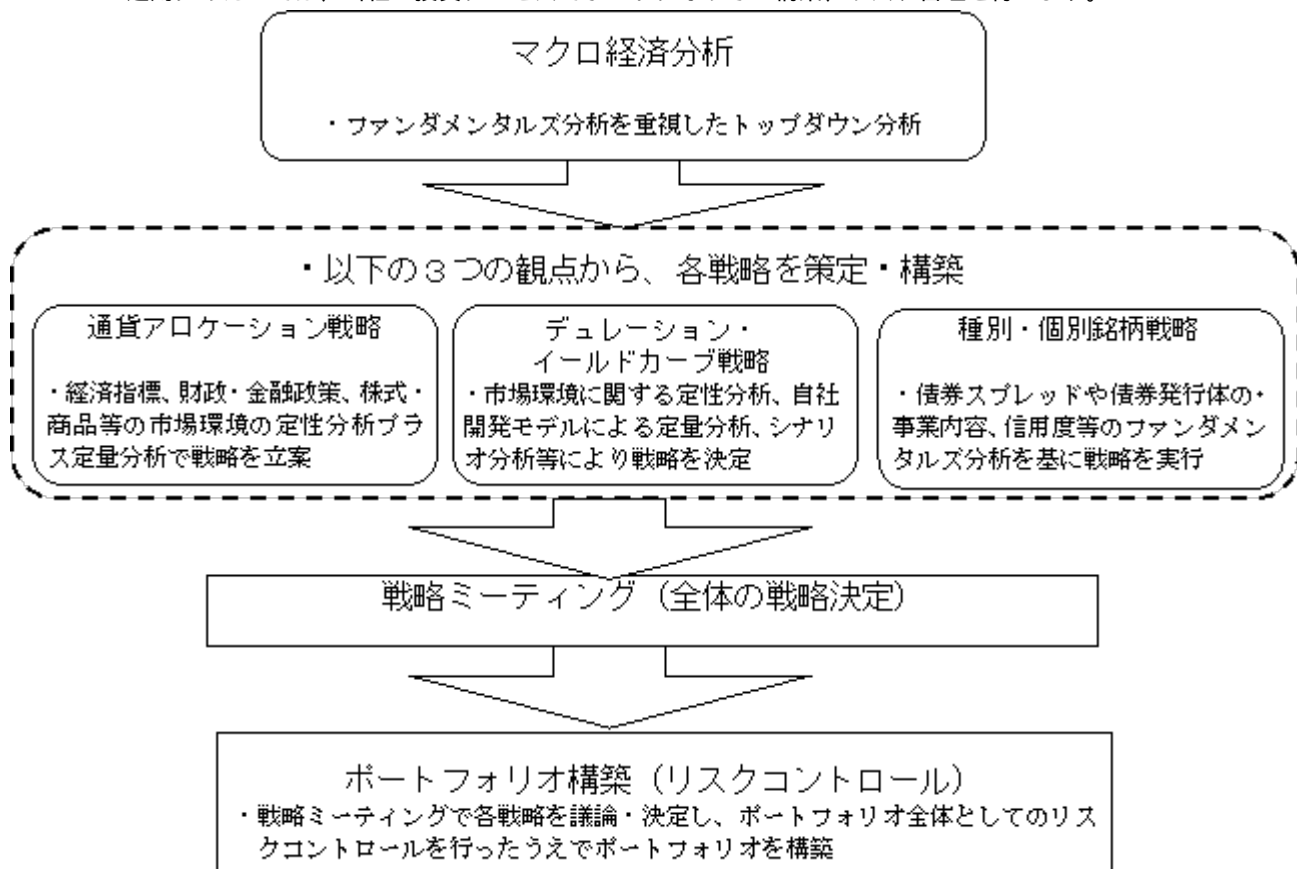 マクロ経済分析
・ファンダメンタルズ分析を重視したトップダウン分析
・以下の３つの観点から、各戦略を策定・構築
通貨アロケーション戦略
・経済指標、財政・金融政策、株式・
商品等の市場環境の定性分析プラ
ス定量分析で戦略を立案
デュレーション・
イールドカーブ戦略
・市場環境に関する定性分析、自社
開発モデルによる定量分析、シナリ
オ分析等により戦略を決定
種別・個別銘柄戦略
・債券スプレッドや債券発行体の・
事業内容、信用度等のファンダメン
タルズ分析を基に戦略を実行
戦略ミーティング（全体の戦略決定）
ポートフォリオ構築（リスクコントロール）
・戦略ミーティングで各戦略を議論・決定し、ポートフォリオ全体としてのリス
クコントロールを行ったうえでポートフォリオを構築